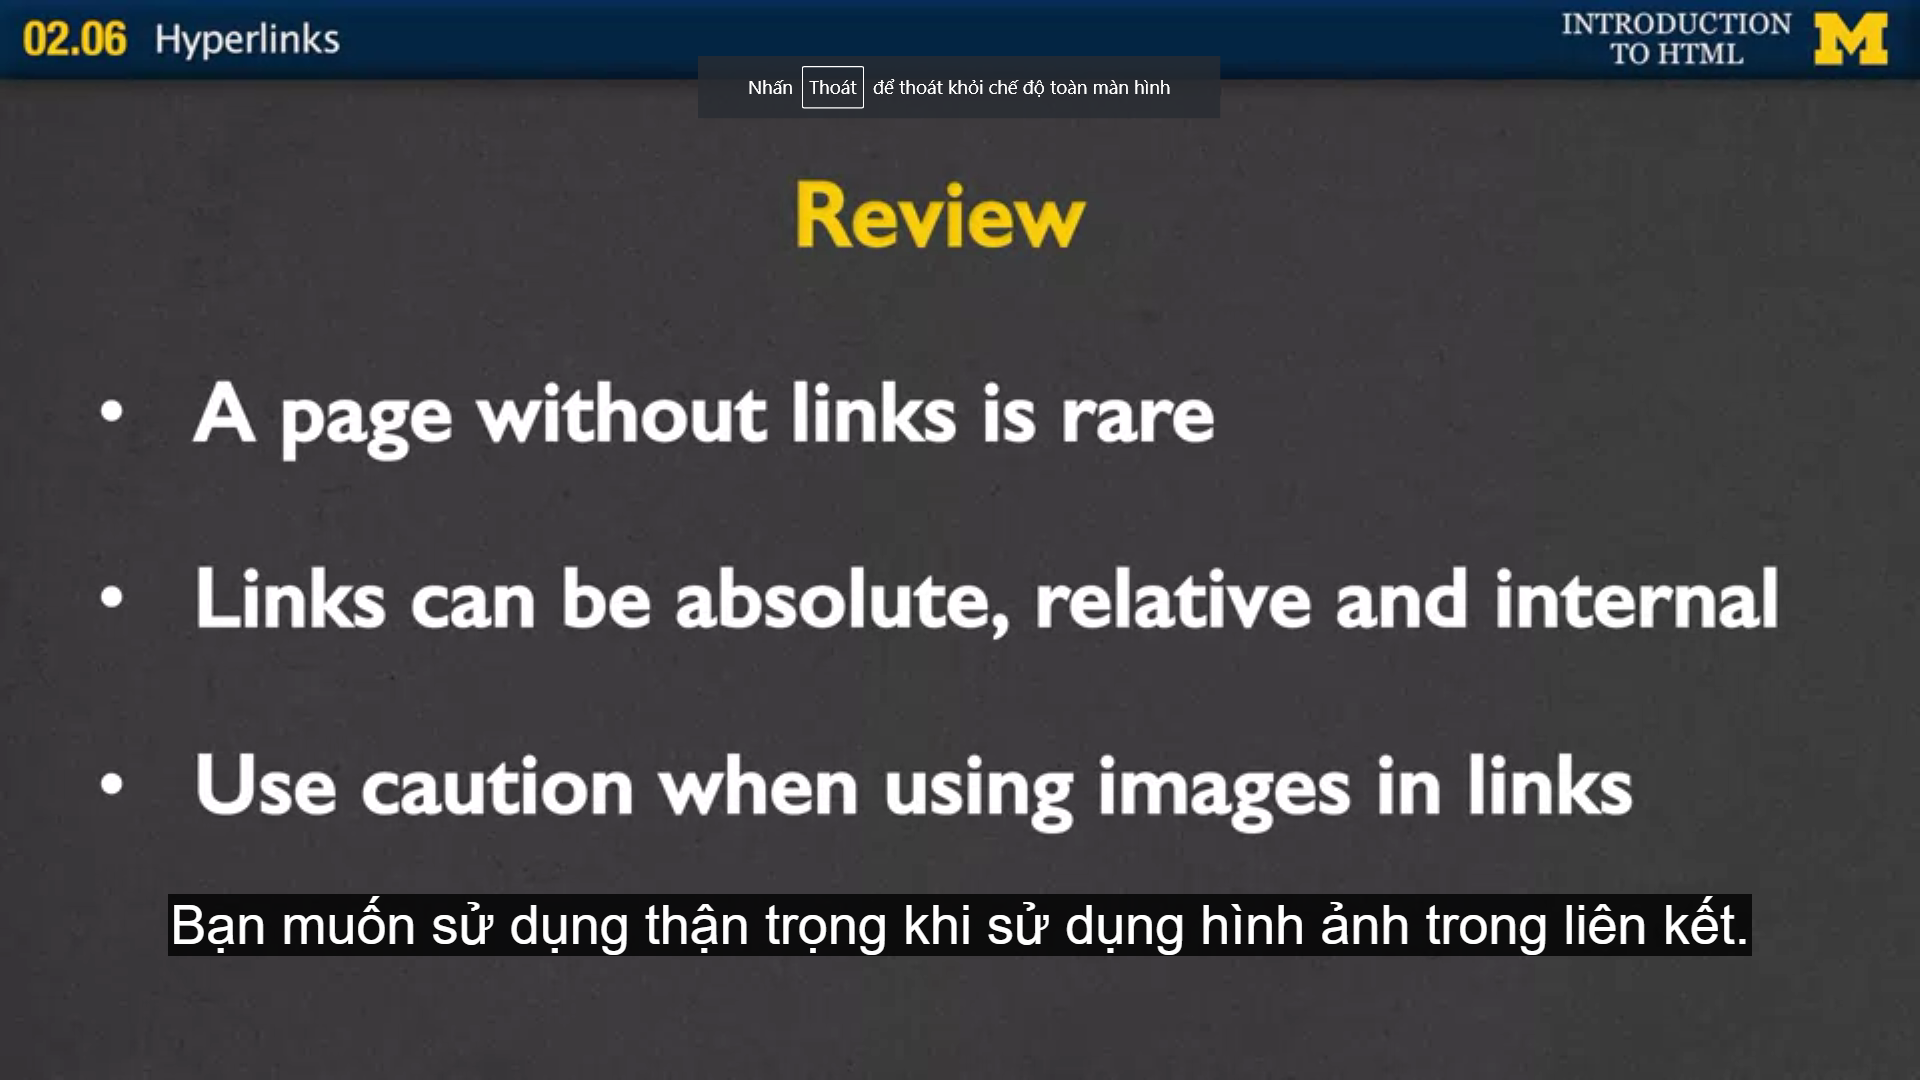 02.06 Hyperlinks
INTRODUCTION
TO HTML
M
Nhấn Thoát để thoát khỏi chế độ toàn màn hình
Review
• A page without links is rare
• Links can be absolute, relative and internal
• Use caution when using images in links
Bạn muốn sử dụng thận trọng khi sử dụng hình ảnh trong liên kết.